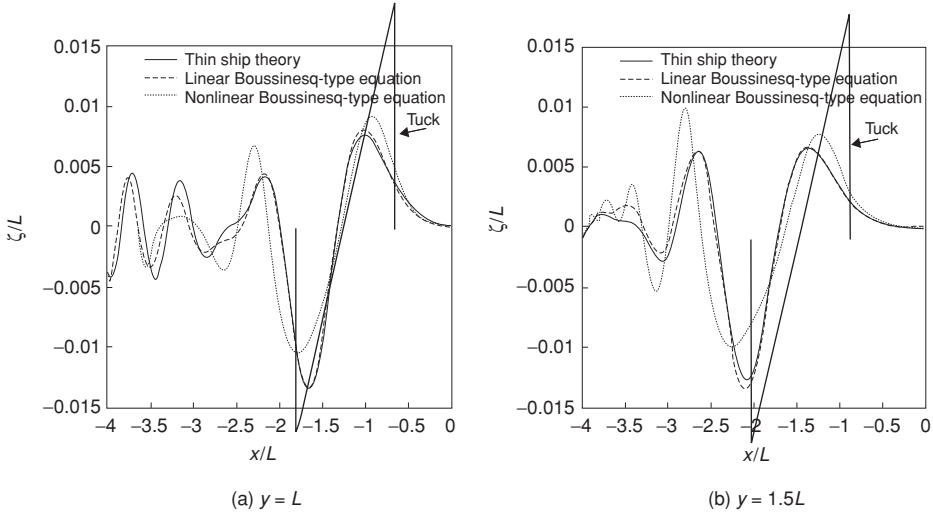 0.015
0.01
0.005
0
−0.005
−0.01
−0.015
ζ/L
Thin ship theory
Linear Boussinesq-type equation
Nonlinear Boussinesq-type equation
Tuck
−4 −3.5 −3 −2.5 −2 −1.5 −1 −0.5 0
x/L
(a) y = L
0.015
0.01
0.005
0
−0.005
−0.01
−0.015
ζ/L
Thin ship theory
Linear Boussinesq-type equation
Nonlinear Boussinesq-type equation
Tuck
−4 −3.5 −3 −2.5 −2 −1.5 −1 −0.5 0
x/L
(b) y = 1.5L